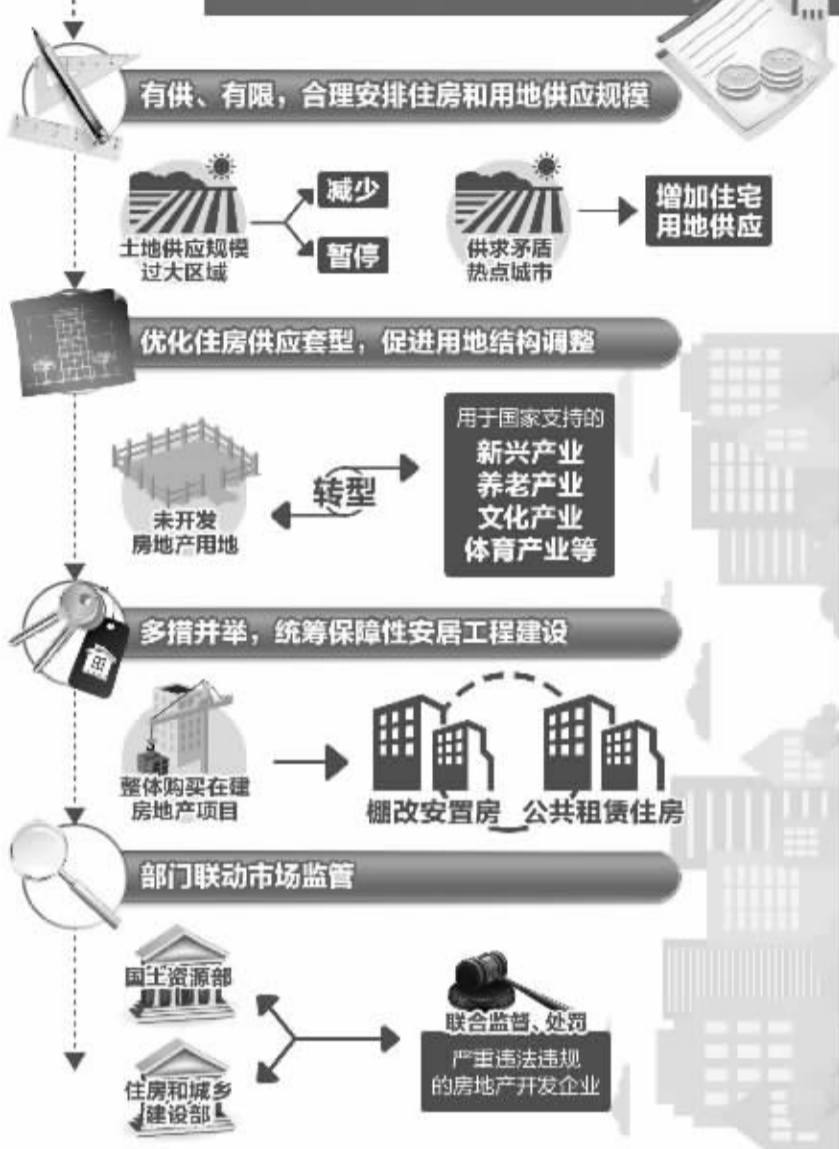 有供、有限，合理安排住房和用地供应规模
土地供应规模
过大区域
减少
暂停
供求矛盾
热点城市
增加住宅
用地供应
优化住房供应套型，促进用地结构调整
未开发
房地产用地
转型
用于国家支持的
新兴产业
养老产业
文化产业
体育产业等
多措并举，统筹保障性安居工程建设
整体购买在建
房地产项目
棚改安置房
公共租赁住房
部门联动市场监管
国土资源部
住房和城乡
建设部
联合监督、处罚
严重违法违规
的房地产开发企业